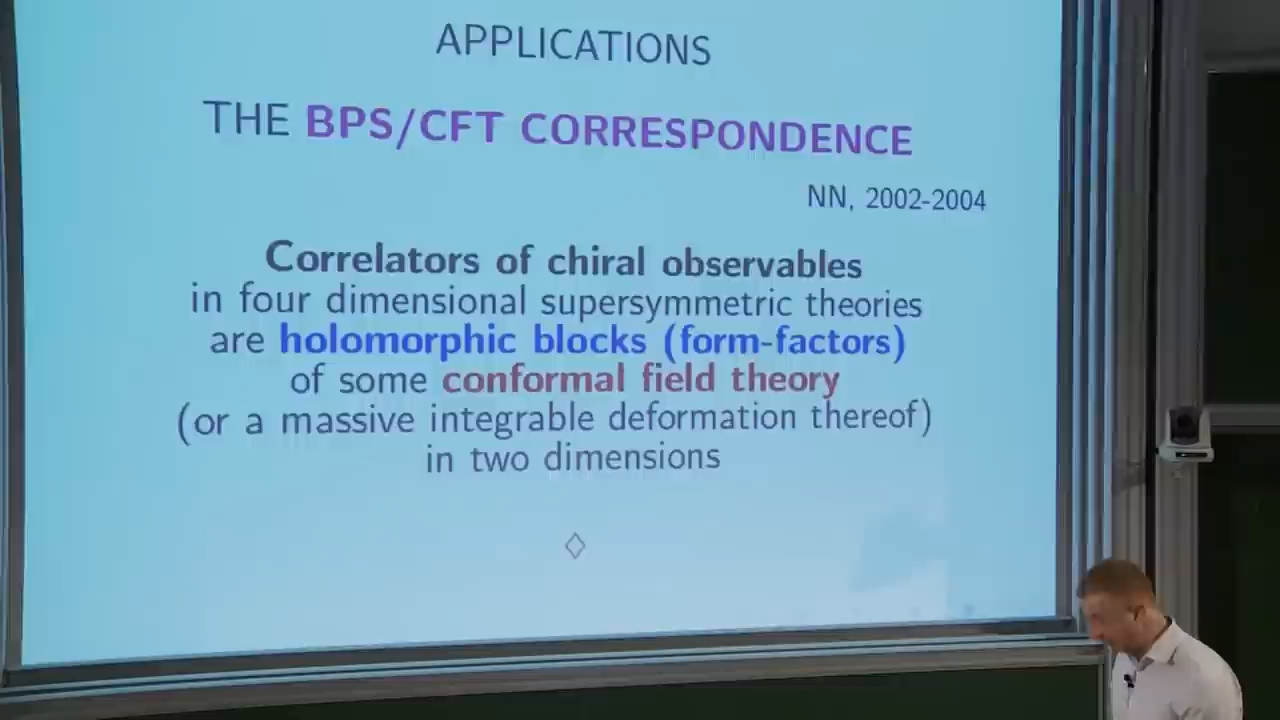 APPLICATIONS
THE BPS/CFT CORRESPONDENCE
NN, 2002-2004
Correlators of chiral observables
in four dimensional supersymmetric theories
are holomorphic blocks (form-factors)
of some conformal field theory
(or a massive integrable deformation thereof)
in two dimensions